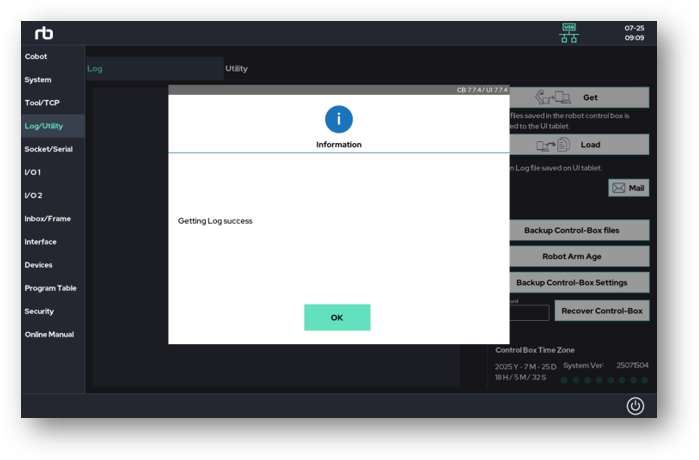 rb
USB
07-25
09:09
Cobot
System
Tool/TCP
Log/Utility
Socket/Serial
I/O 1
I/O 2
Inbox/Frame
Interface
Devices
Program Table
Security
Online Manual
Log
Utility
CB 7.7.4/ UI 7.7.4
i
Information
Getting Log success
OK
Get
files saved in the robot control box is
ed to the UI tablet.
Load
n Log file saved on UI tablet.
Mail
Backup Control-Box files
Robot Arm Age
Backup Control-Box Settings
Recover Control-Box
Control Box Time Zone
2025 Y - 7 M - 25 D
18 H / 5 M / 32 S
System Ver:
25071504